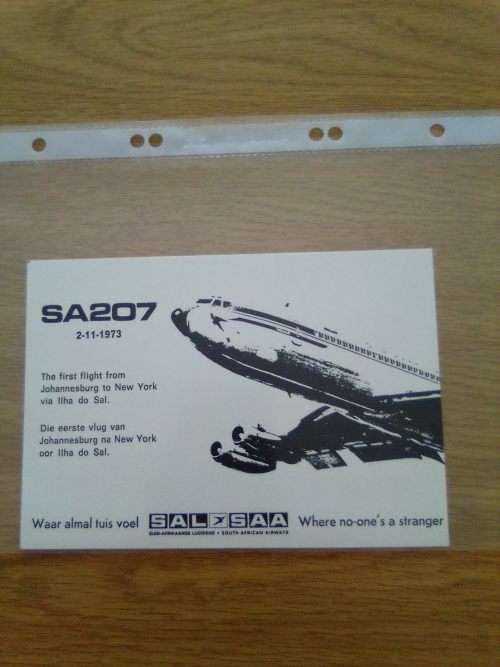 SA207
2-11-1973
The first flight from
Johannesburg to New York
via Ilha do Sal.
Die eerste vlug van
Johannesburg na New York
oor Ilha do Sal.
Waar almal tuis voel SAL SAA Where no-one's a stranger
SUID-AFRIKAANSE LUGDIENS • SOUTH AFRICAN AIRWAYS